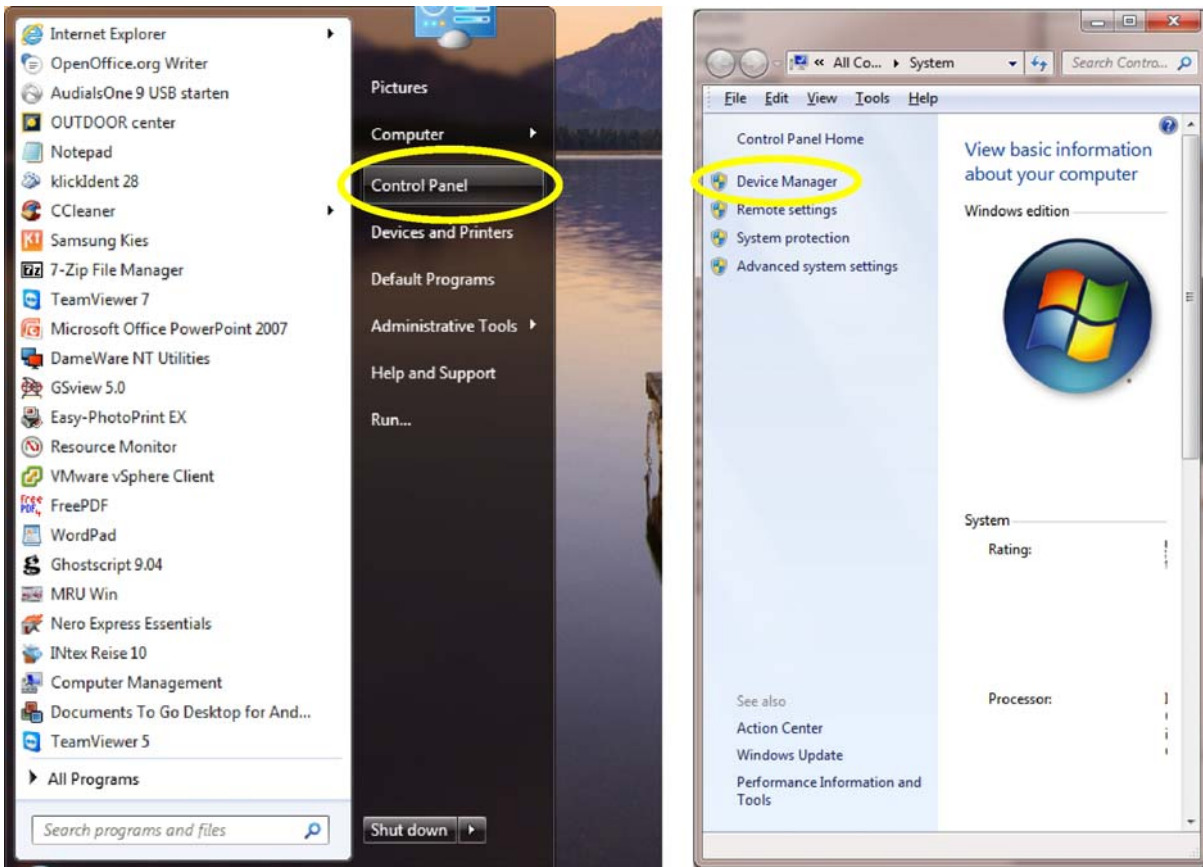 Internet Explorer
OpenOffice.org Writer
AudialsOne 9 USB starten
OUTDOOR center
Notepad
klickIdent 28
CCleaner
Samsung Kies
7-Zip File Manager
TeamViewer 7
Microsoft Office PowerPoint 2007
DameWare NT Utilities
GSview 5.0
Easy-PhotoPrint EX
Resource Monitor
VMware vSphere Client
FreePDF
WordPad
Ghostscript 9.04
MRU Win
Nero Express Essentials
INtex Reise 10
Computer Management
Documents To Go Desktop for And...
TeamViewer 5
All Programs
Search programs and files
Pictures
Computer
Control Panel
Devices and Printers
Default Programs
Administrative Tools
Help and Support
Run...
Shut down
« All Co... System
Search Contro...
File Edit View Tools Help
Control Panel Home
Device Manager
Remote settings
System protection
Advanced system settings
See also
Action Center
Windows Update
Performance Information and
Tools
View basic information
about your computer
Windows edition
System
Rating:
Processor: